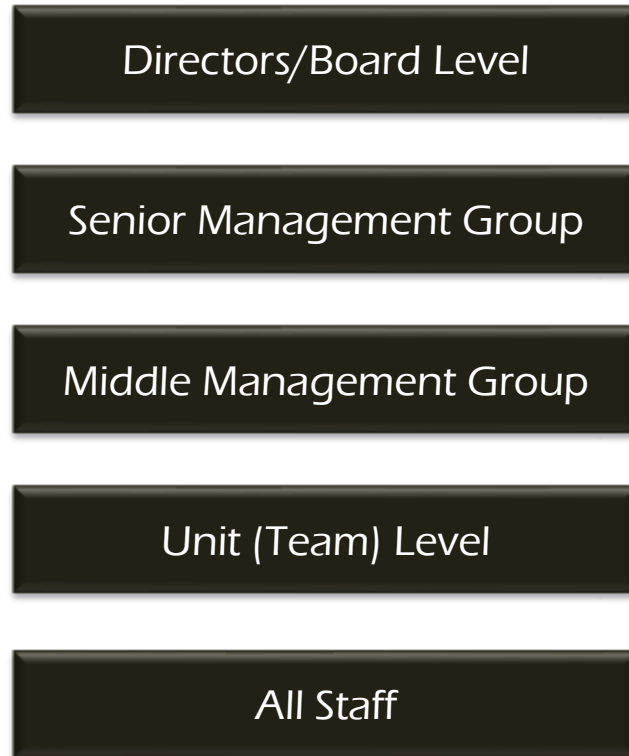 Directors/Board Level
Senior Management Group
Middle Management Group
Unit (Team) Level
All Staff